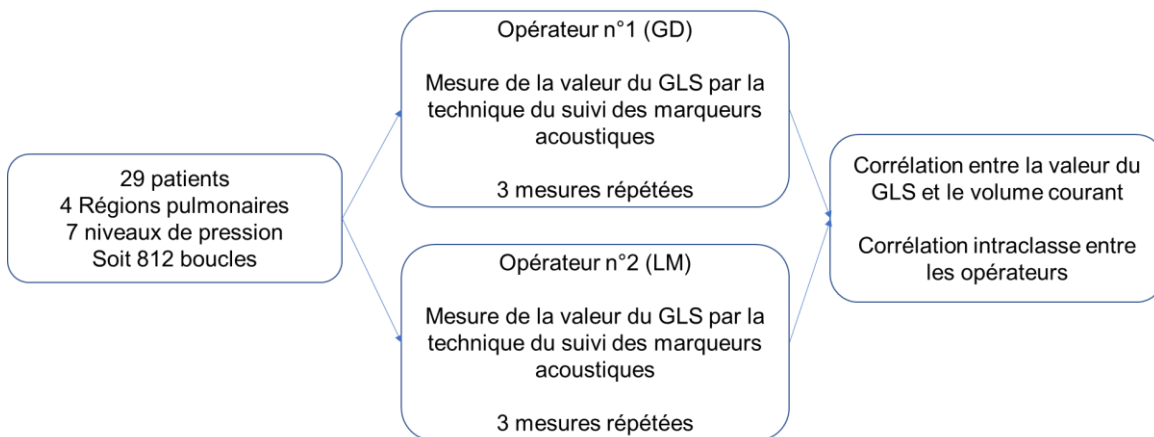 29 patients
4 Régions pulmonaires
7 niveaux de pression
Soit 812 boucles
Opérateur n°1 (GD)
Mesure de la valeur du GLS par la
technique du suivi des marqueurs
acoustiques
3 mesures répétées
Opérateur n°2 (LM)
Mesure de la valeur du GLS par la
technique du suivi des marqueurs
acoustiques
3 mesures répétées
Corrélation entre la valeur du
GLS et le volume courant
Corrélation intraclasse entre
les opérateurs